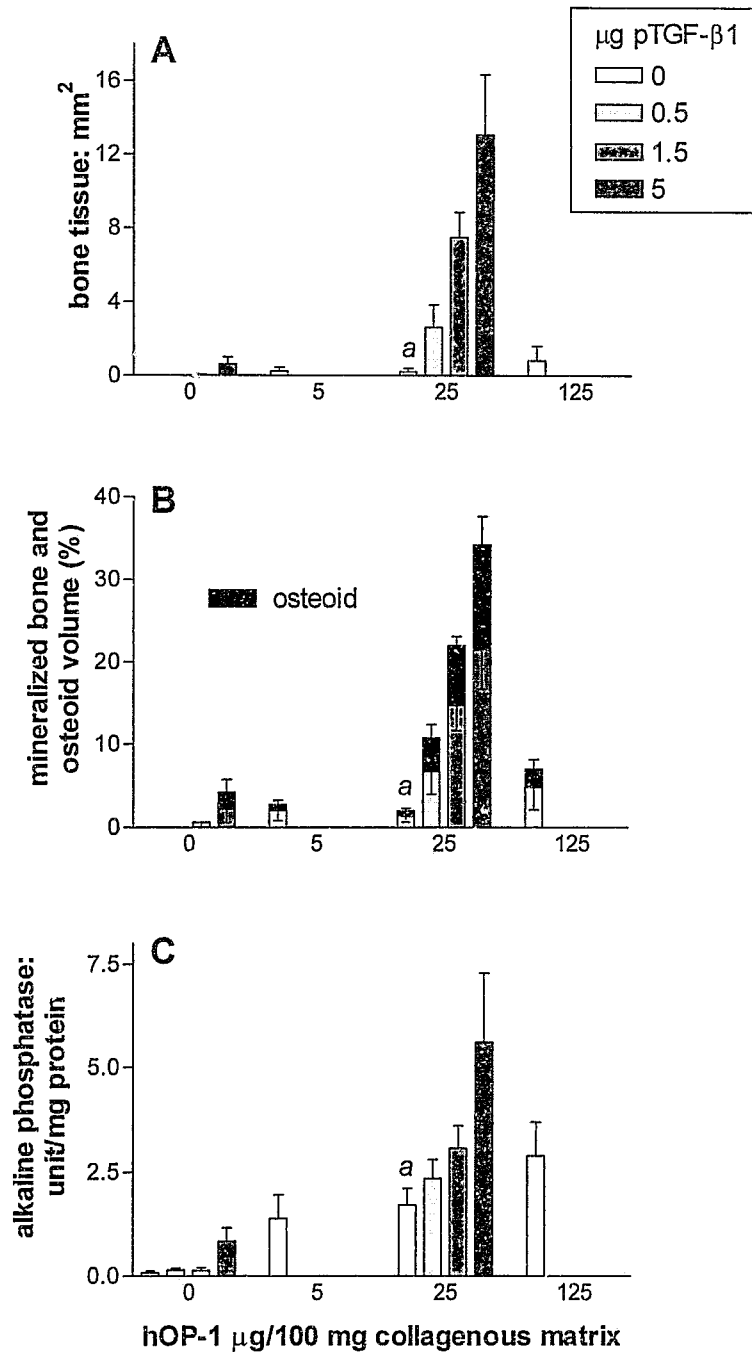 A
bone tissue: mm²
16
12
8
4
0
0 5 25 125
a
μg pTGF-β1
0
0.5
1.5
5
B
mineralized bone and
osteoid volume (%)
40
30
20
10
0
osteoid
a
0 5 25 125
C
alkaline phosphatase:
unit/mg protein
7.5
5.0
2.5
0.0
a
0 5 25 125
hOP-1 μg/100 mg collagenous matrix